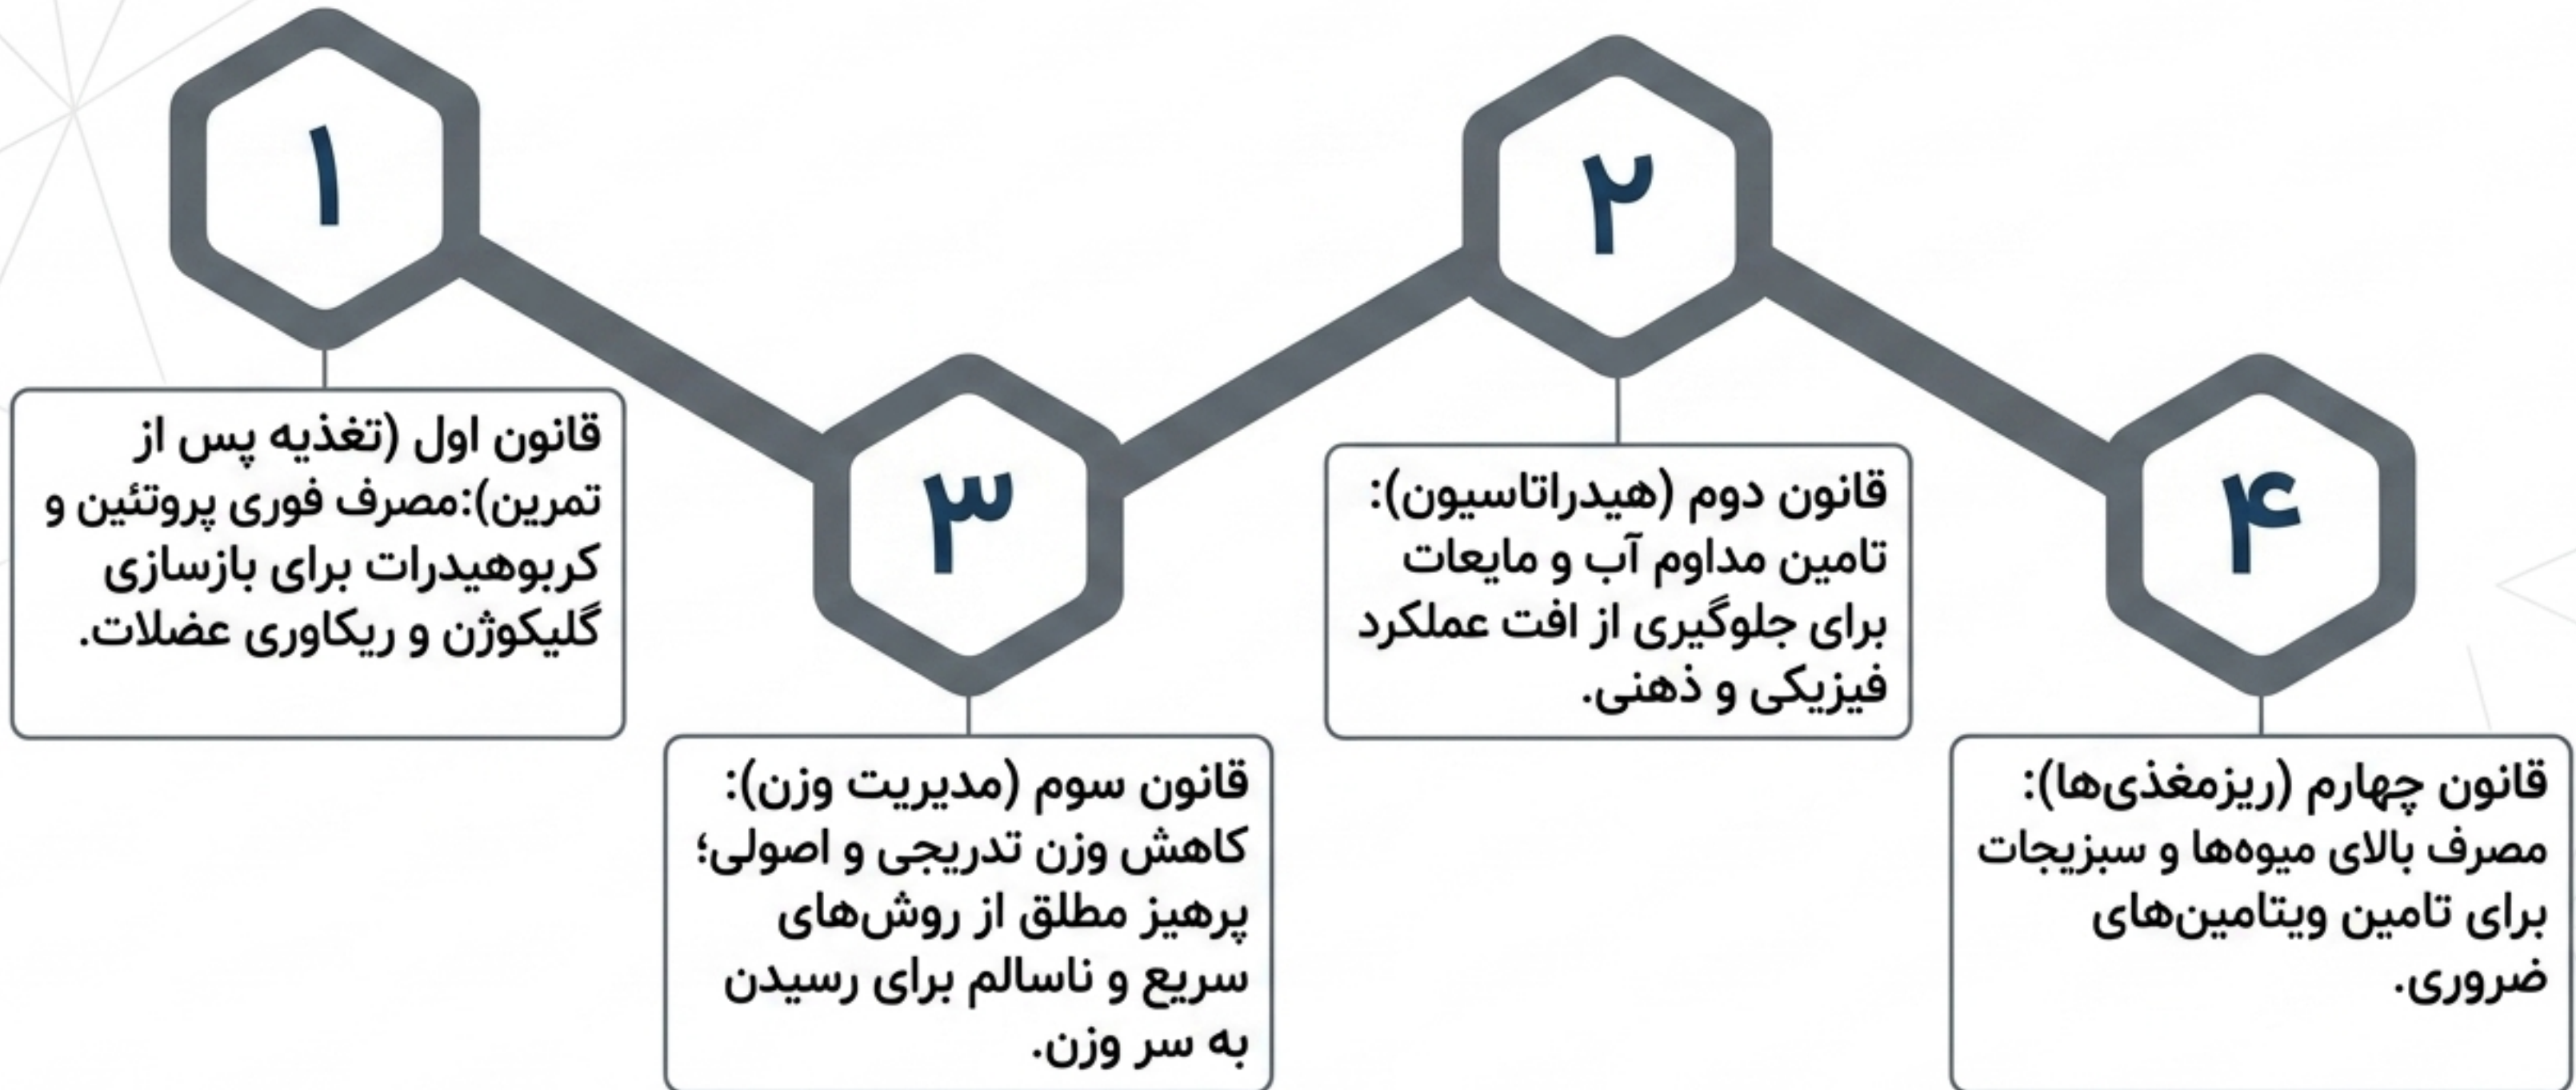 ۱
قانون اول (تغذیه پس از
تمرین):مصرف فوری پروتئین و
کربوهیدرات برای بازسازی
گلیکوژن و ریکاوری عضلات.
۲
قانون دوم (هیدراتاسیون):
تامین مداوم آب و مایعات
برای جلوگیری از افت عملکرد
فیزیکی و ذهنی.
۳
قانون سوم (مدیریت وزن):
کاهش وزن تدریجی و اصولی؛
پرهیز مطلق از روش‌های
سریع و ناسالم برای رسیدن
به سر وزن.
۴
قانون چهارم (ریزمغذی‌ها):
مصرف بالای میوه‌ها و سبزیجات
برای تامین ویتامین‌های
ضروری.